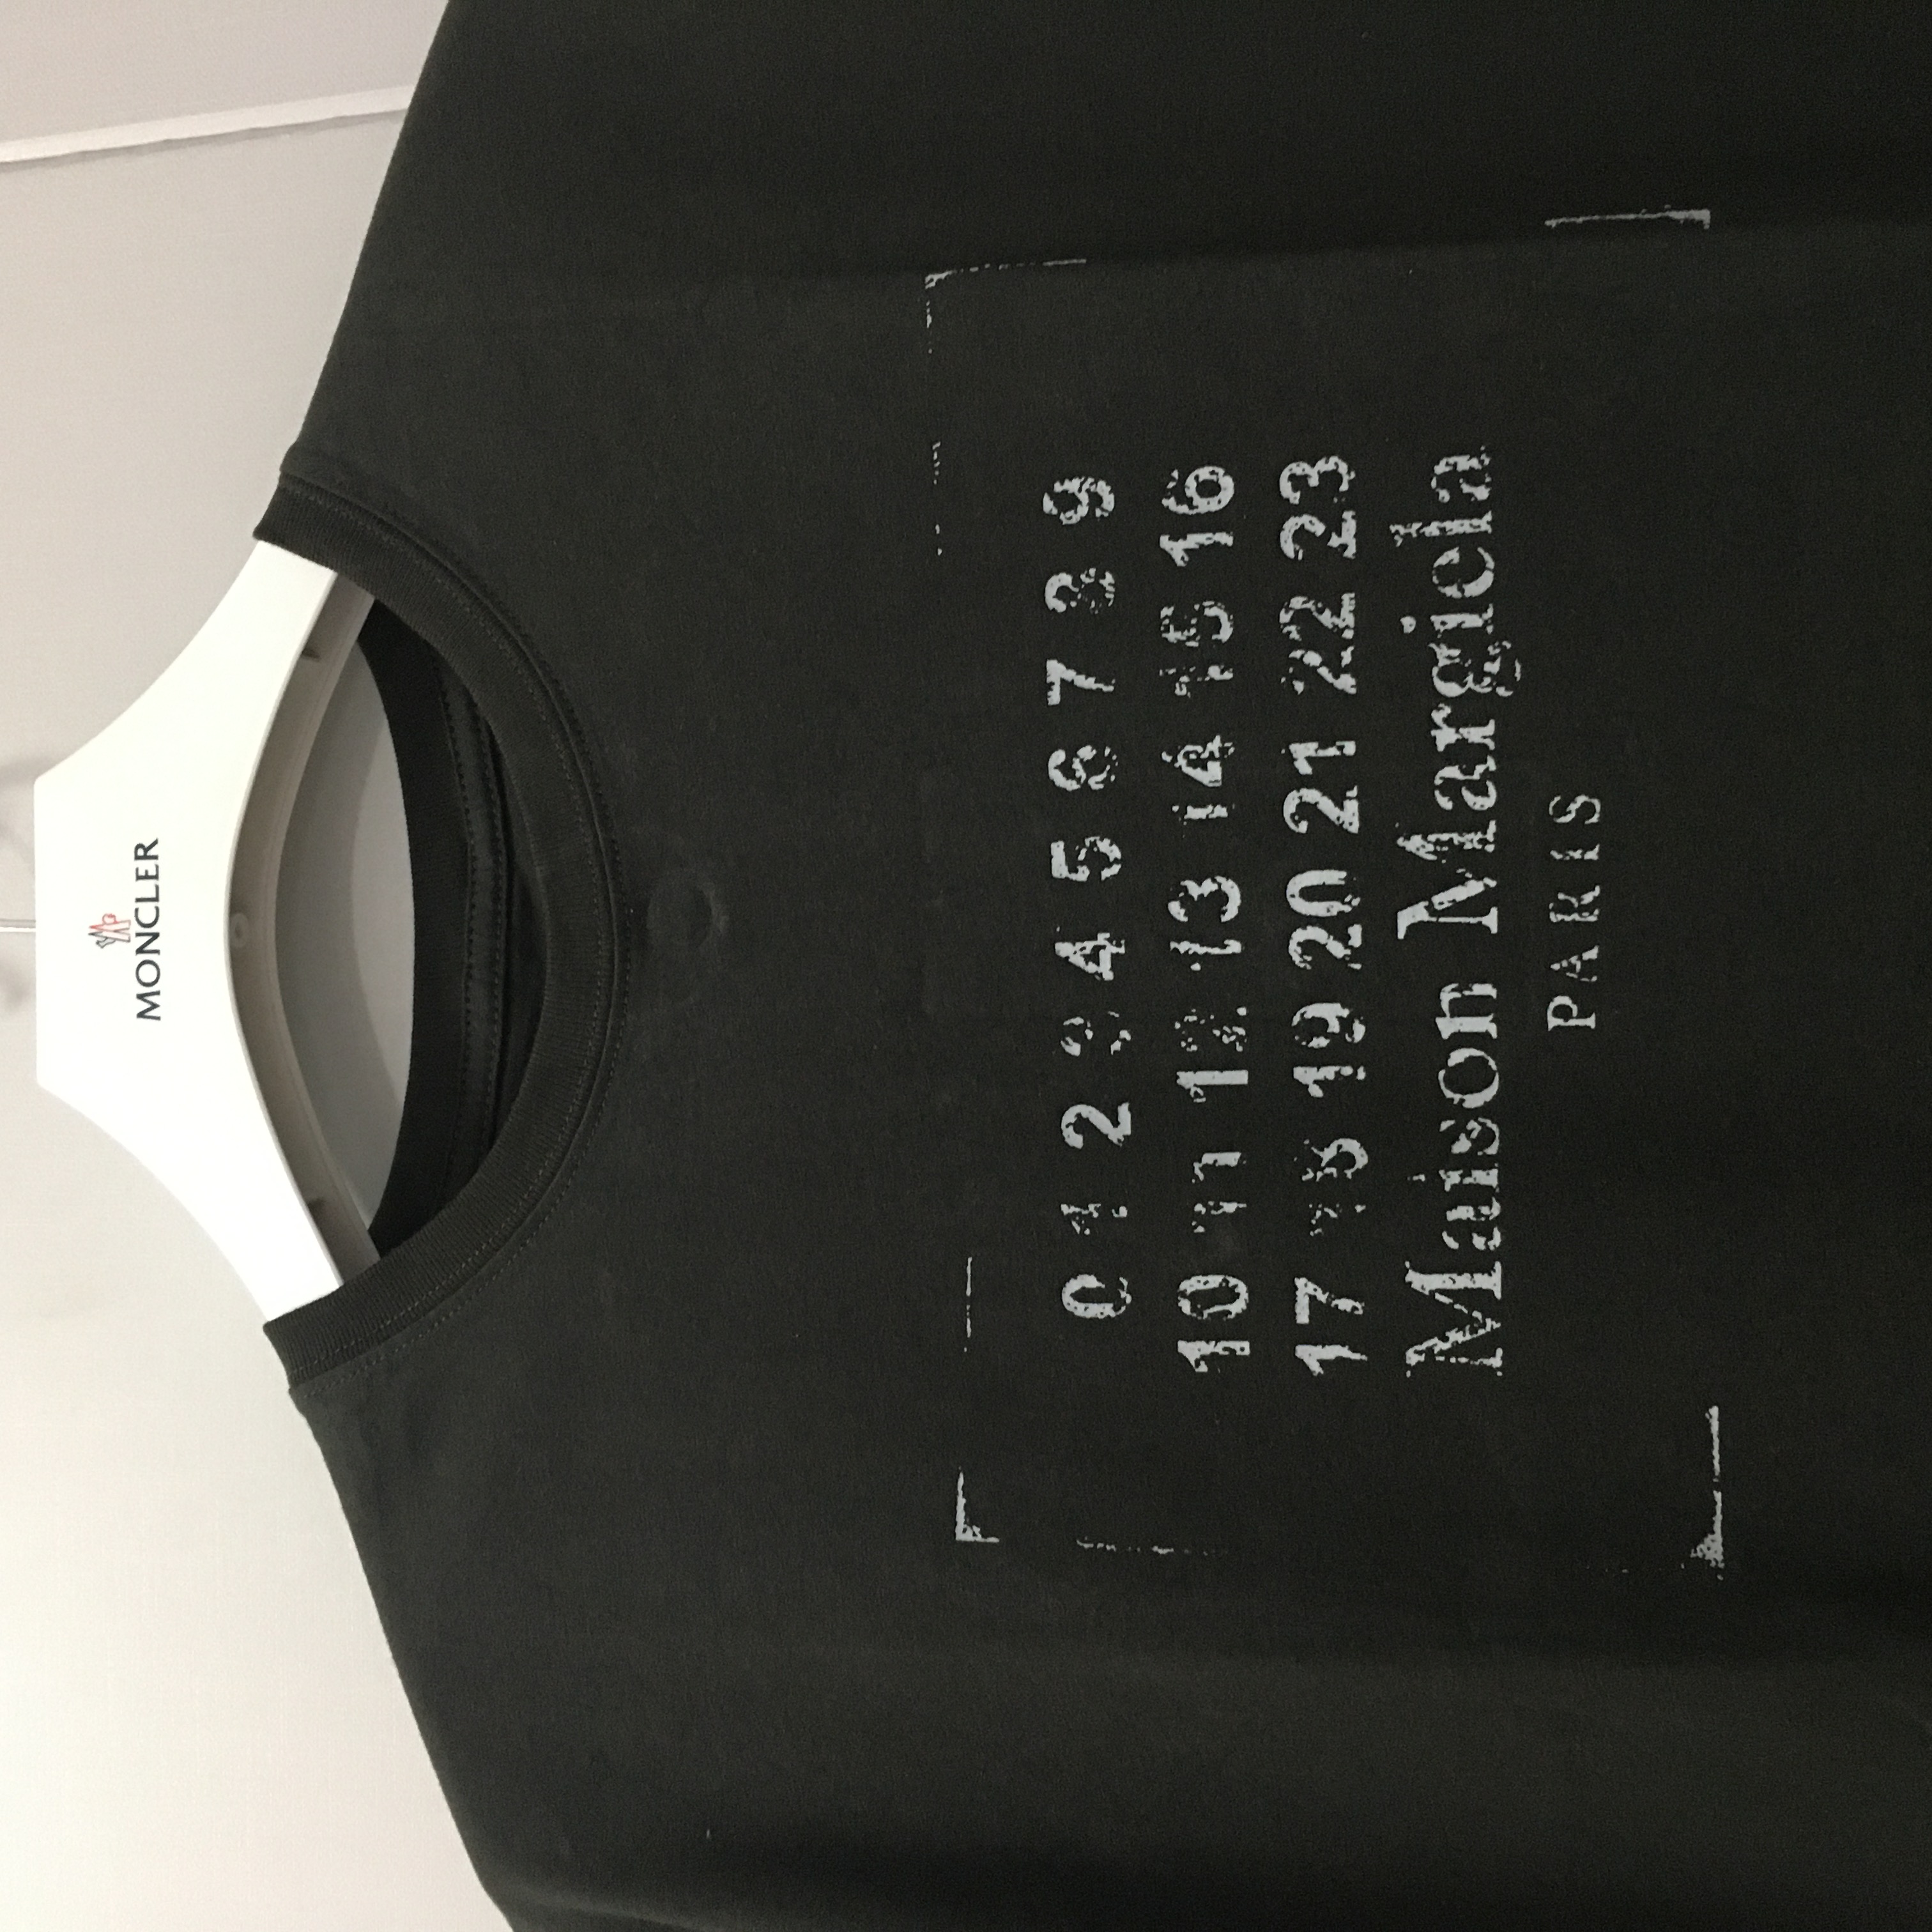 MONCLER
0 1 2 3 4 5 6 7 8 9
10 11 12 13 14 15 16
17 18 19 20 21 22 23
Maison Margiela
PARIS